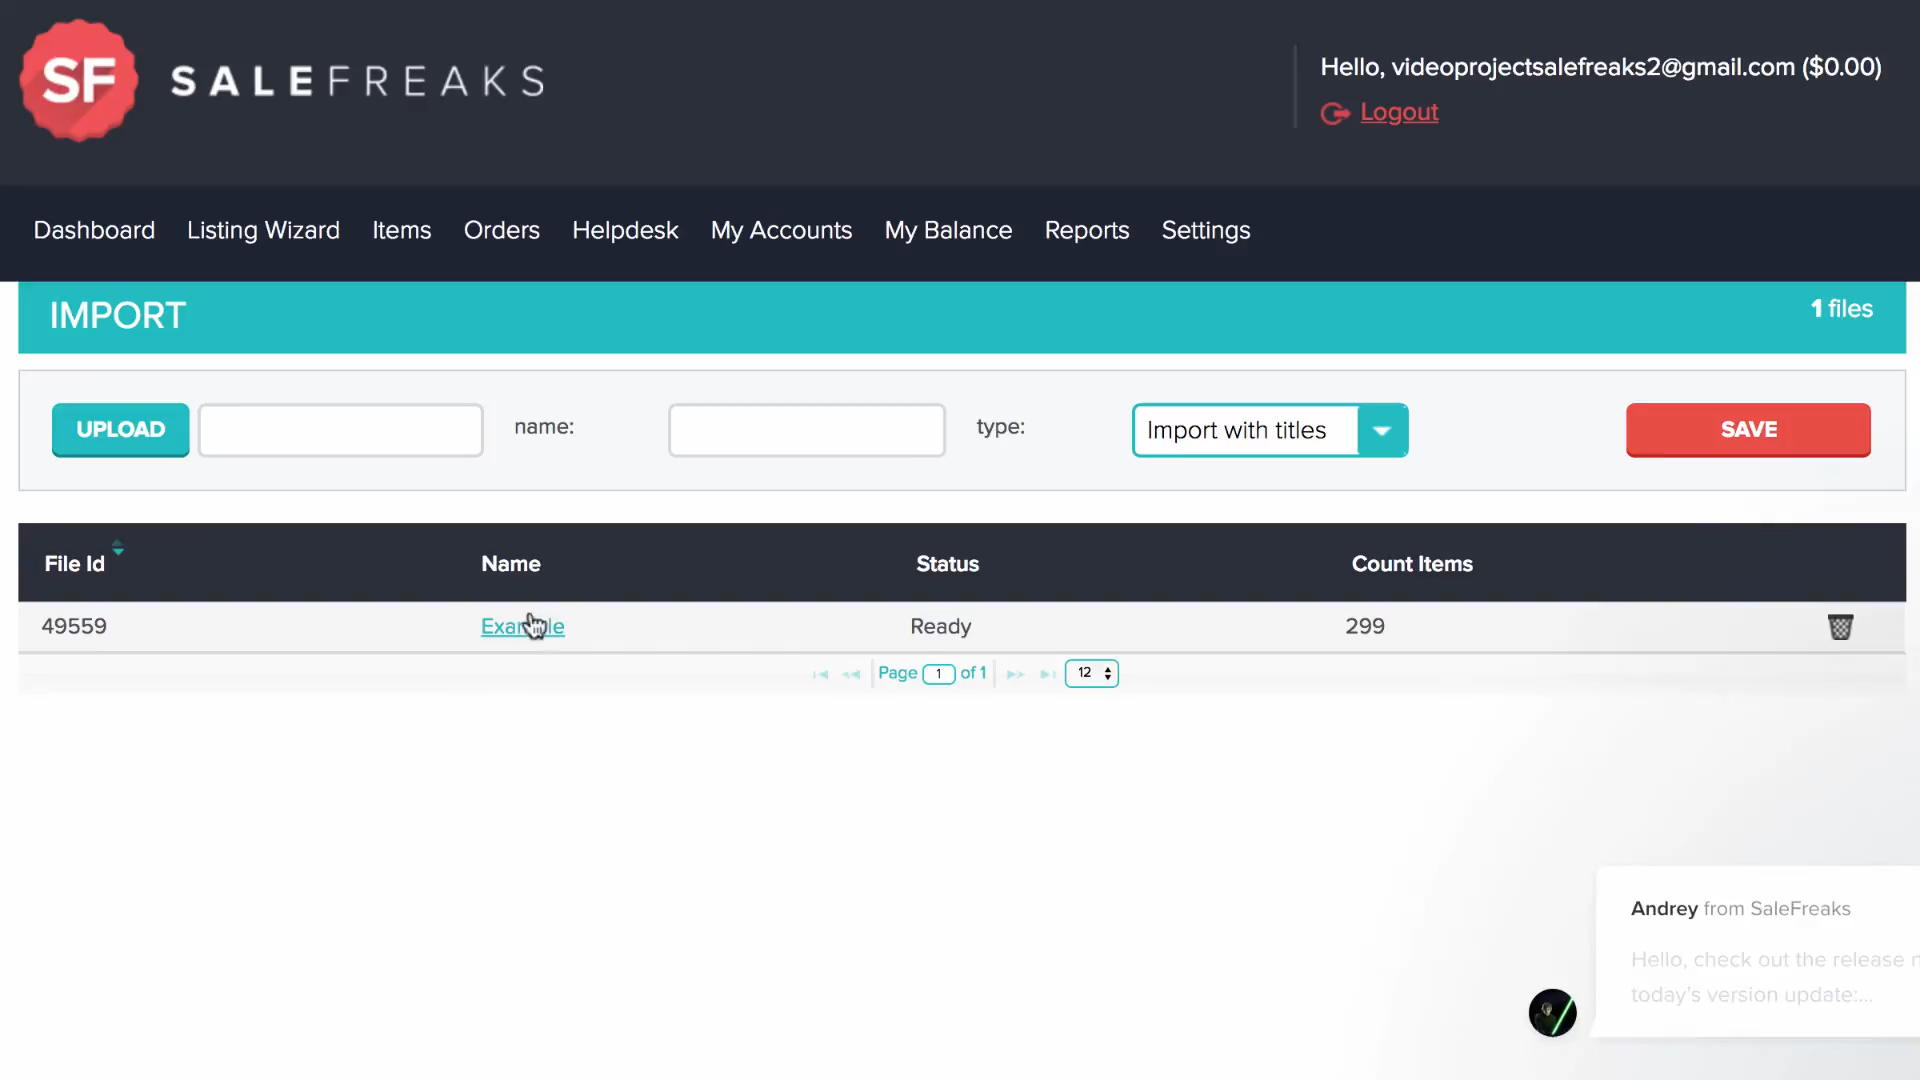 SF SALEFREAKS
Hello, videoprojectsalefreaks2@gmail.com ($0.00)
Logout
Dashboard Listing Wizard Items Orders Helpdesk My Accounts My Balance Reports Settings
IMPORT 1 files
UPLOAD name: type: Import with titles SAVE
File Id Name Status Count Items
49559 Ready 299
Page 1 of 1 12
Andrey from SaleFreaks
Hello, check out the release
today's version update:...